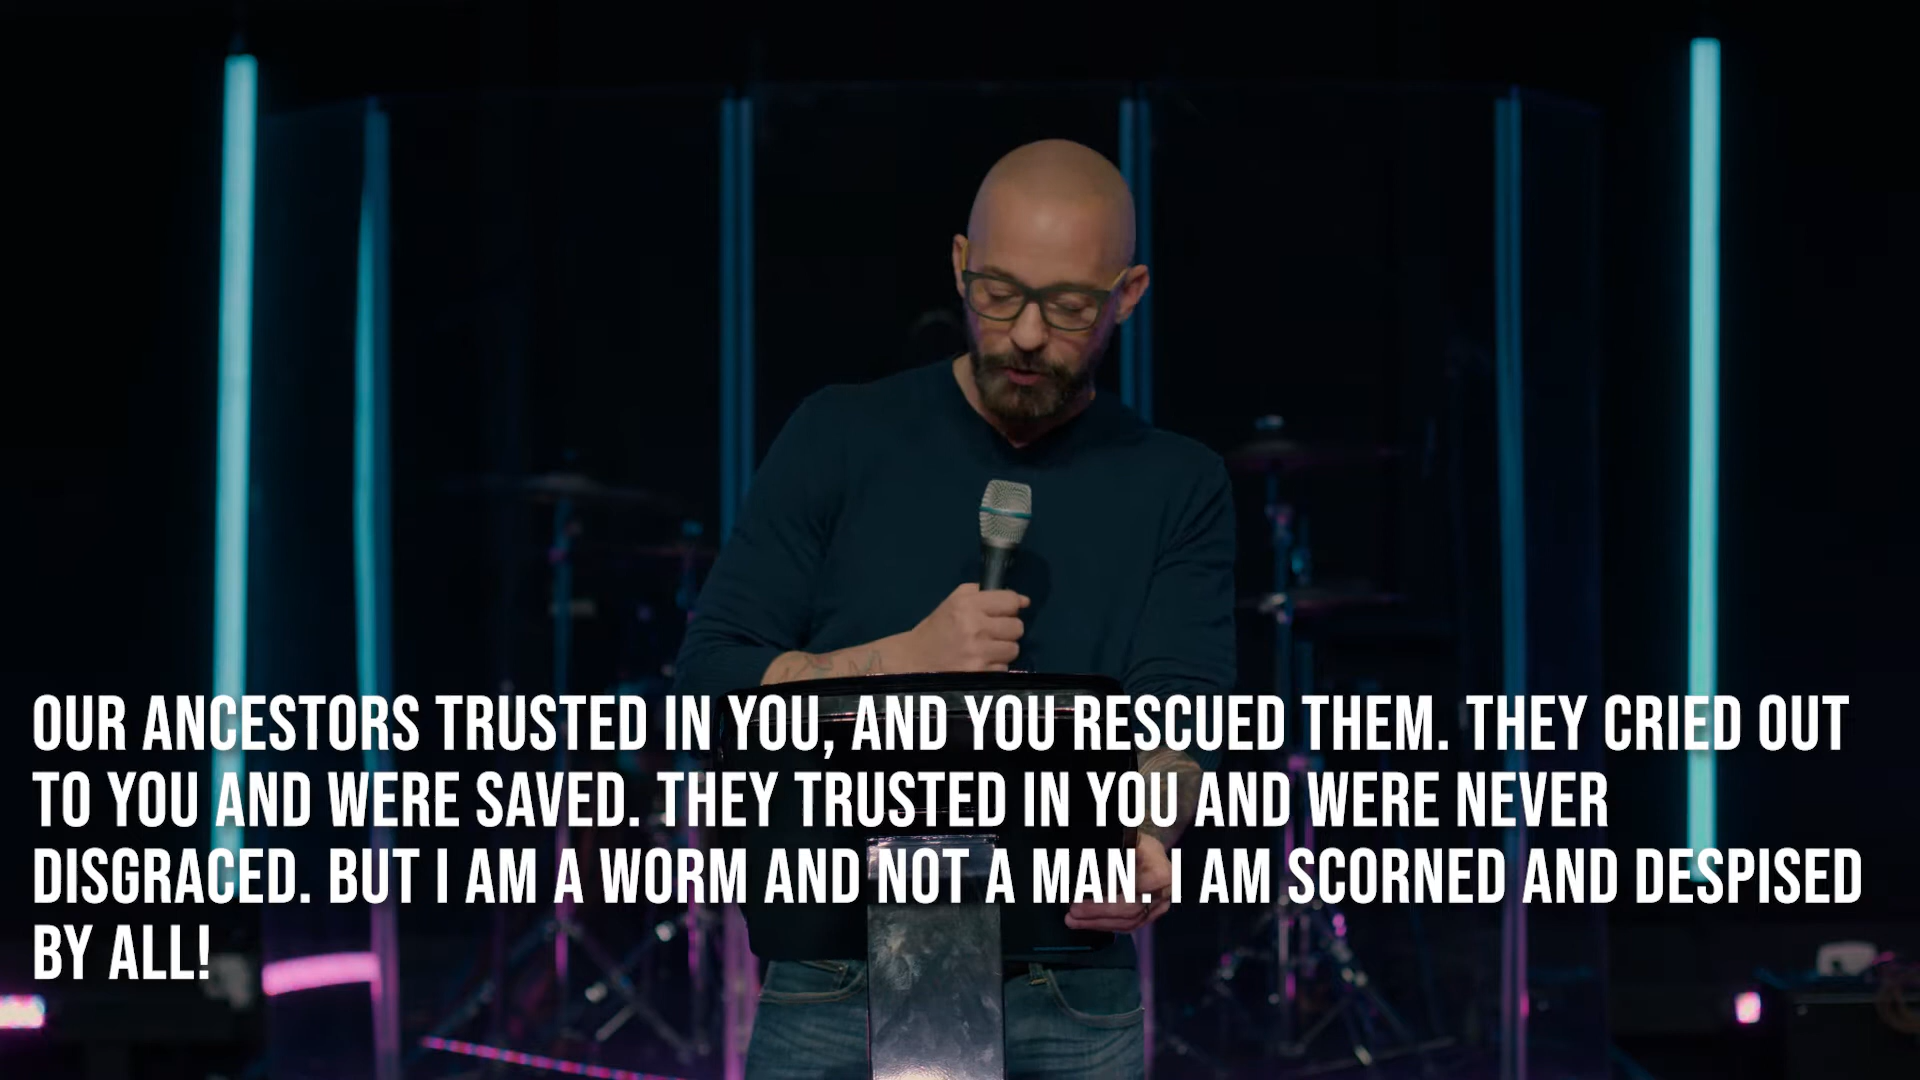 OUR ANCESTORS TRUSTED IN YOU, AND YOU RESCUED THEM. THEY CRIED OUT
TO YOU AND WERE SAVED. THEY TRUSTED IN YOU AND WERE NEVER
DISGRACED. BUT I AM A WORM AND NOT A MAN. I AM SCORNED AND DESPISED
BY ALL!